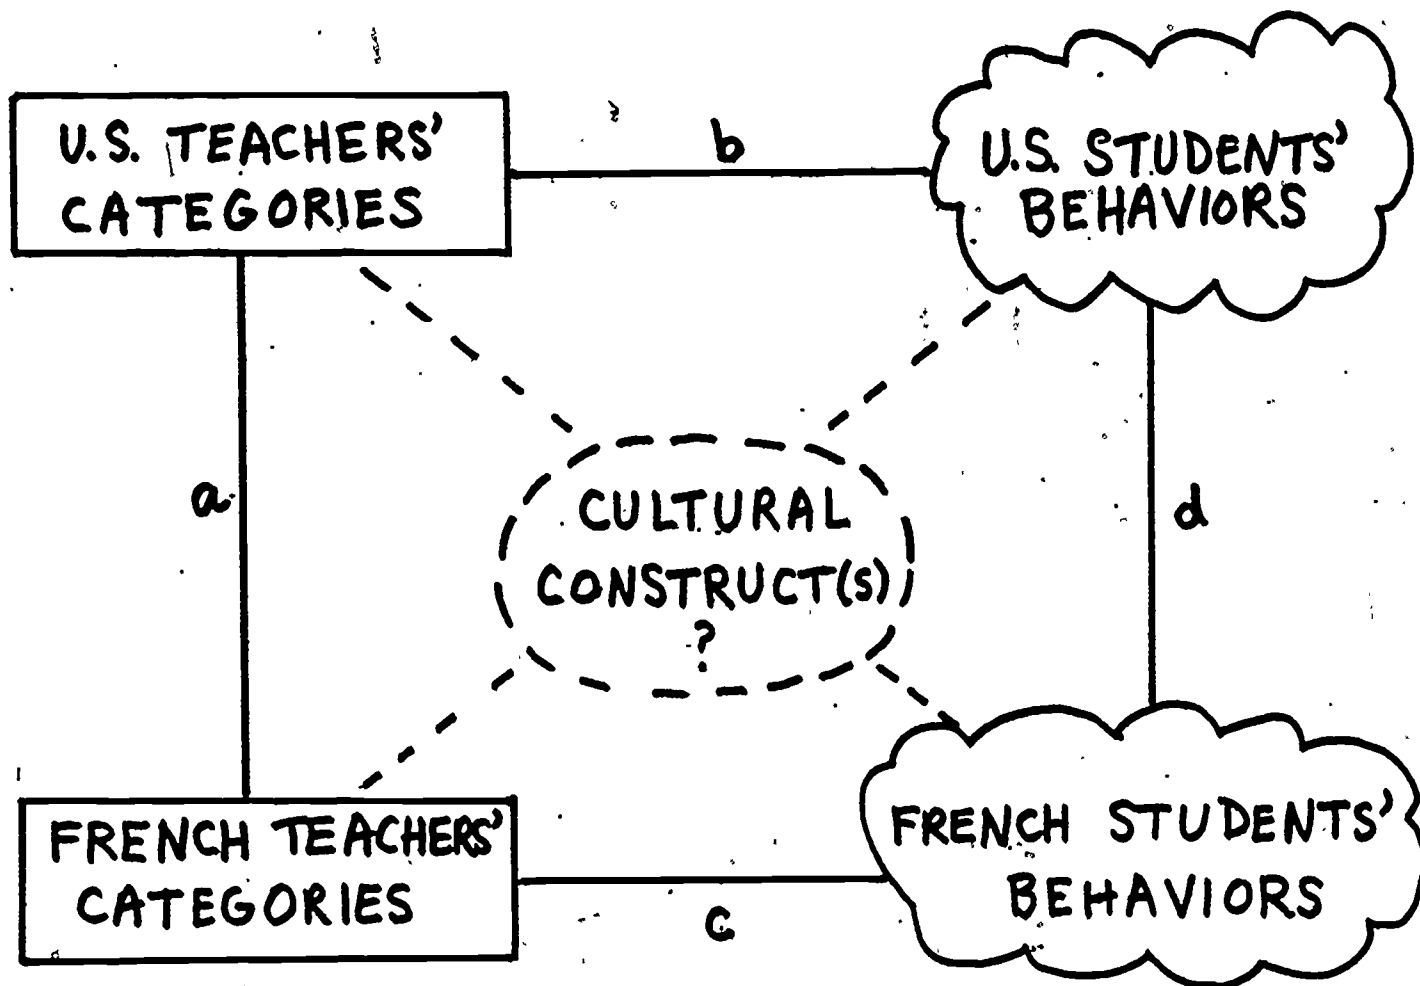 U.S. TEACHERS'
CATEGORIES
b
U.S. STUDENTS'
BEHAVIORS
a
CULTURAL
CONSTRUCT(s)
?
d
FRENCH TEACHERS'
CATEGORIES
c
FRENCH STUDENTS'
BEHAVIORS